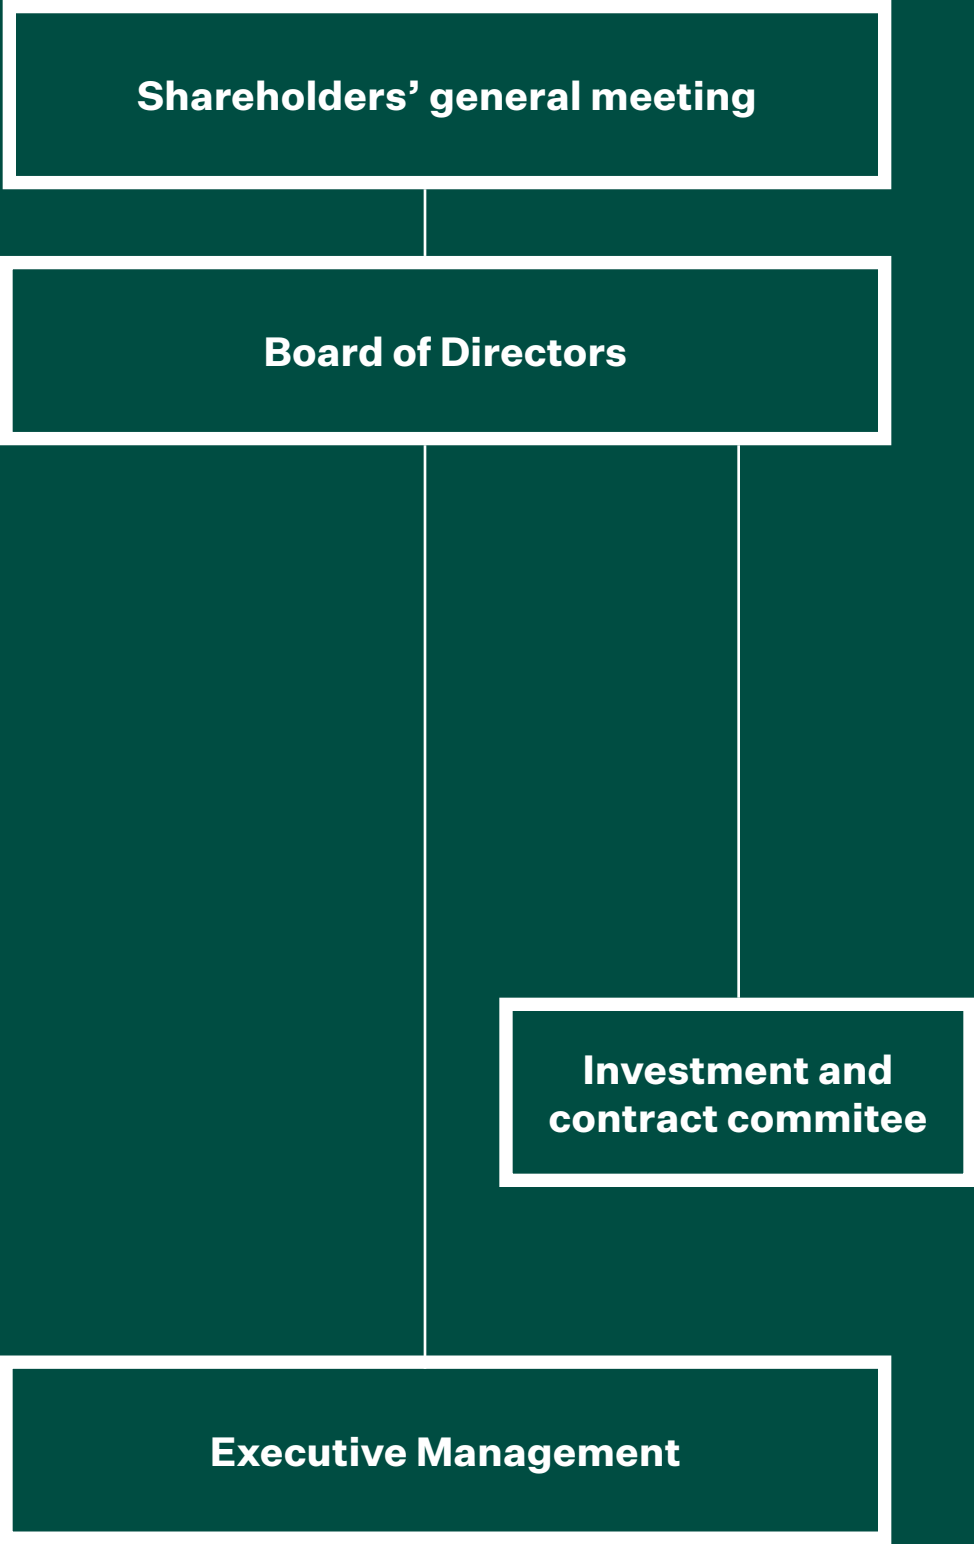 Shareholders’ general meeting
Board of Directors
Investment and
contract commitee
Executive Management